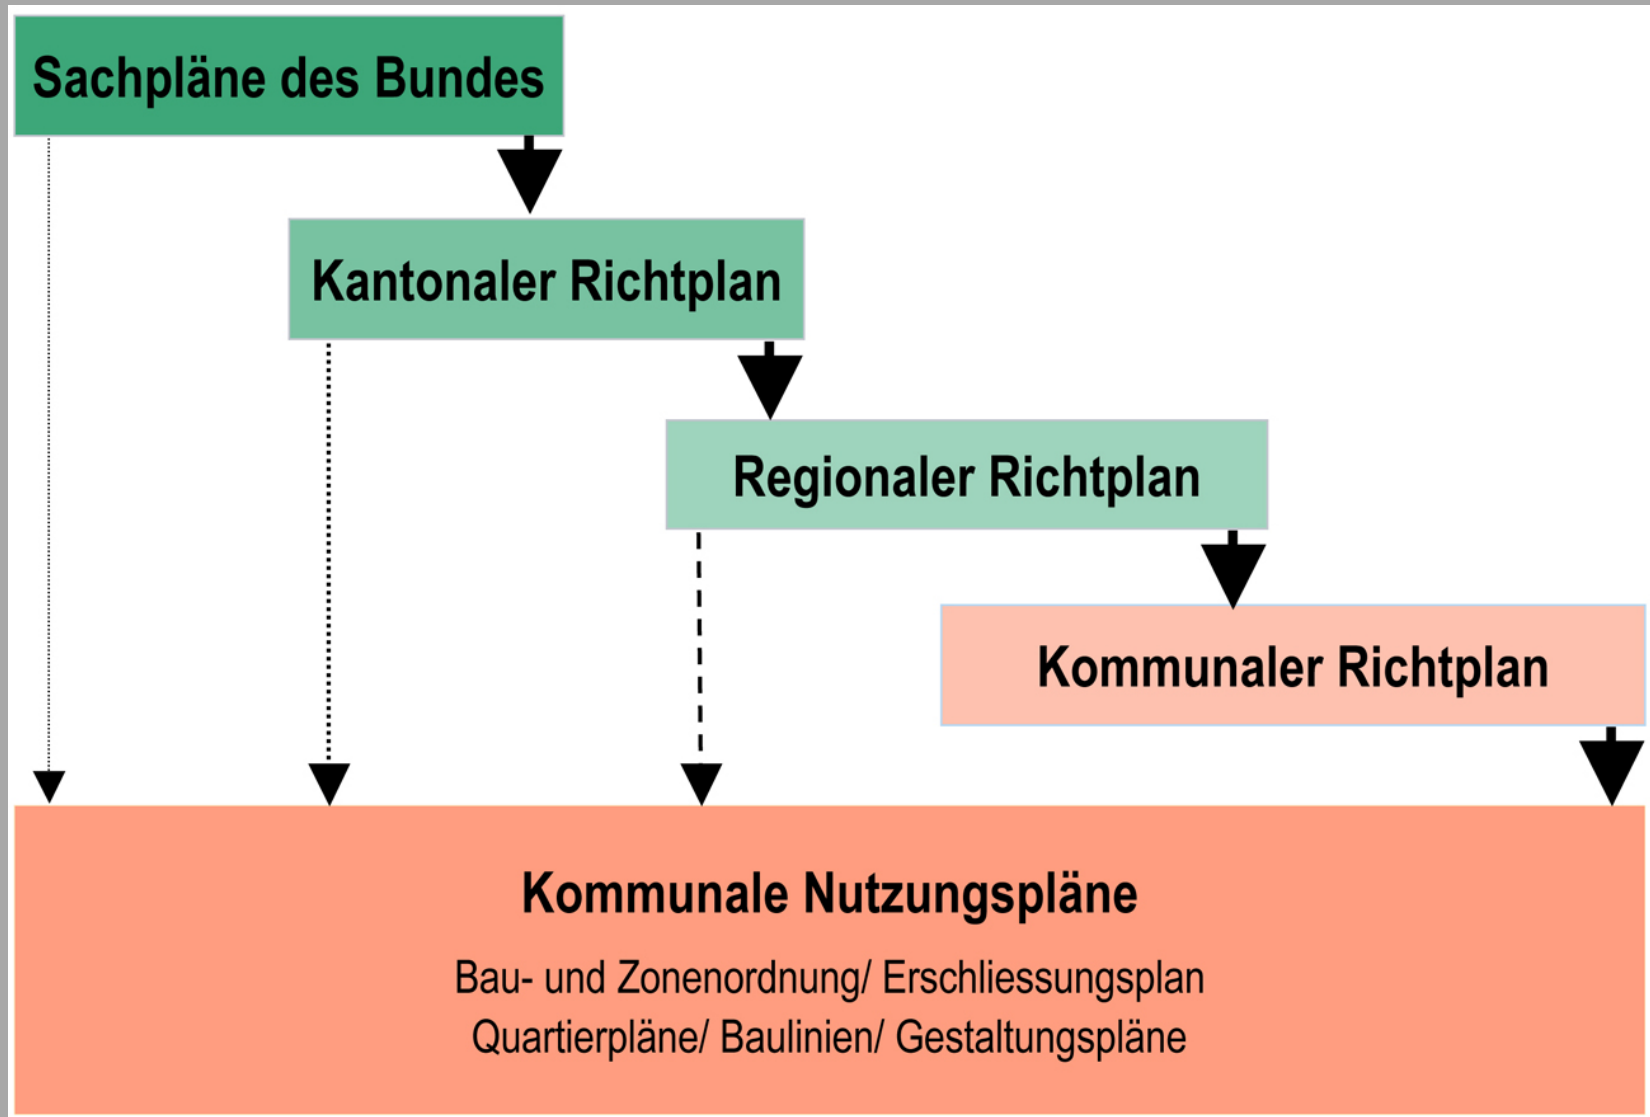 Sachpläne des Bundes
Kantonaler Richtplan
Regionaler Richtplan
Kommunaler Richtplan
Kommunale Nutzungspläne
Bau- und Zonenordnung/ Erschliessungsplan
Quartierpläne/ Baulinien/ Gestaltungspläne